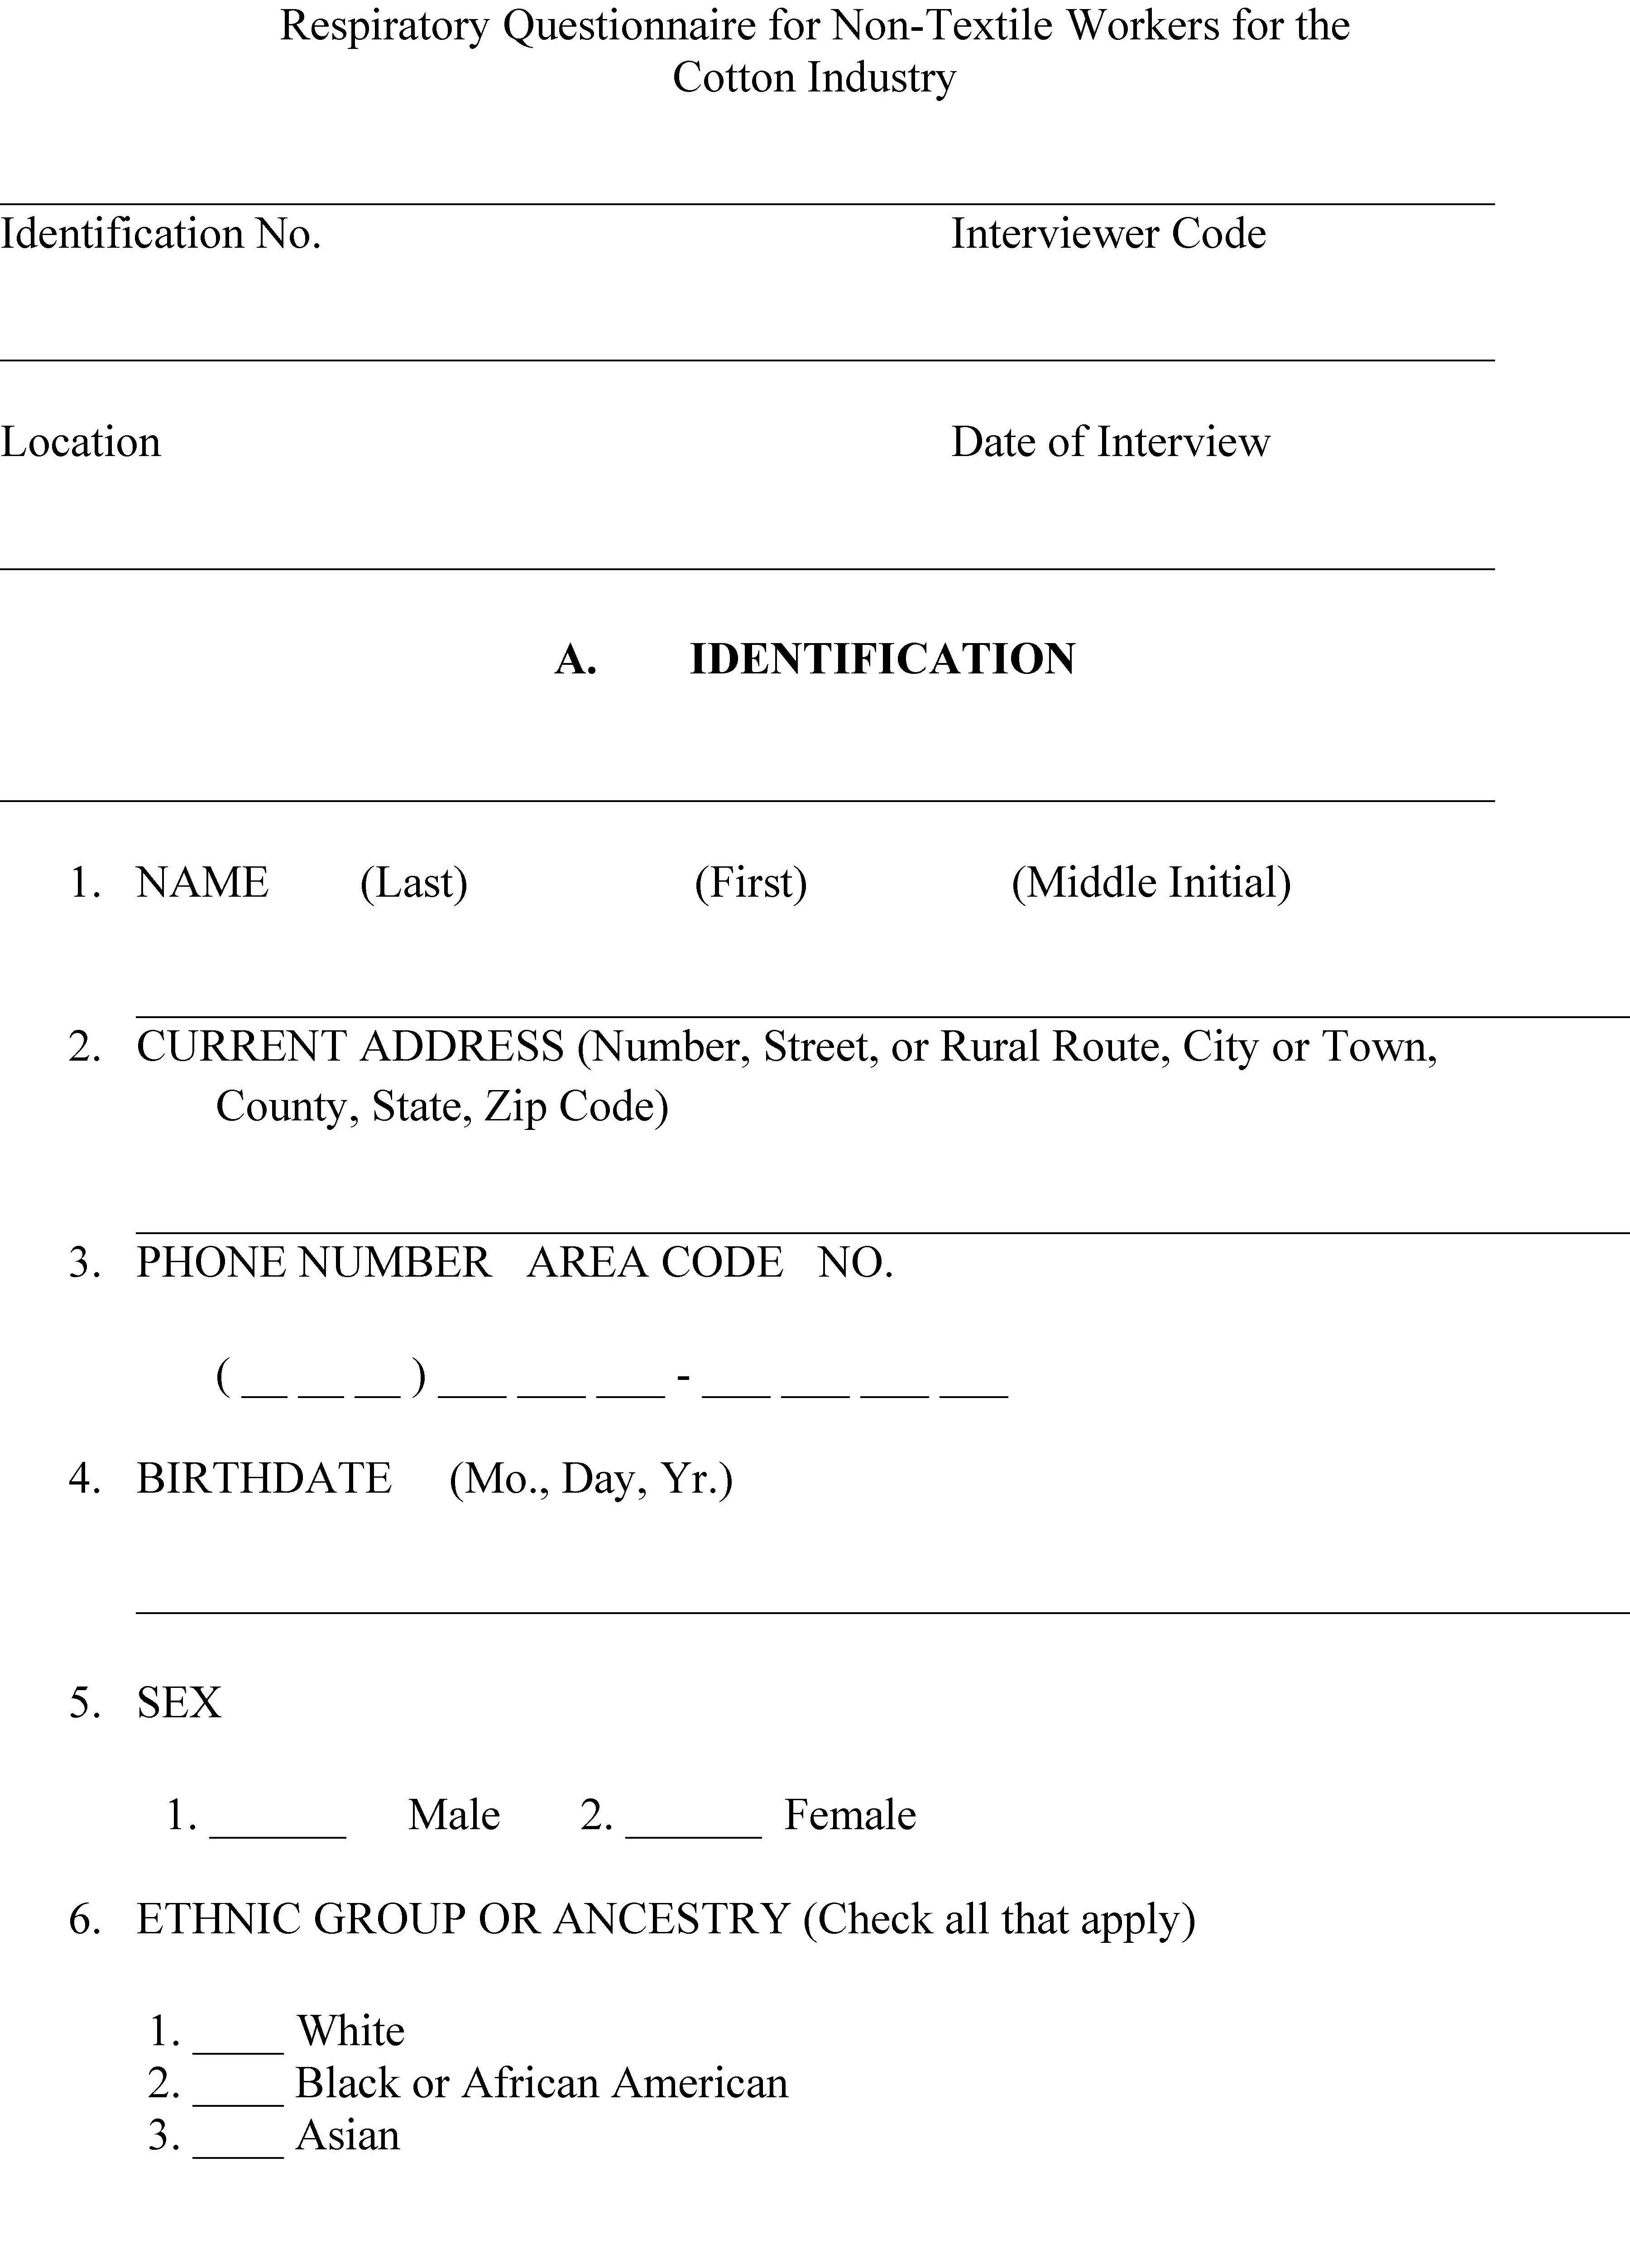 Respiratory Questionnaire for Non-Textile Workers for the
Cotton Industry
Identification No. Interviewer Code
Location Date of Interview
A. IDENTIFICATION
1. NAME (Last) (First) (Middle Initial)
2. CURRENT ADDRESS (Number, Street, or Rural Route, City or Town,
County, State, Zip Code)
3. PHONE NUMBER AREA CODE NO.
( __ __ __ ) ___ ___ ___ - ___ ___ ___ ___
4. BIRTHDATE (Mo., Day, Yr.)
5. SEX
1. ______ Male 2. ______ Female
6. ETHNIC GROUP OR ANCESTRY (Check all that apply)
1. ____ White
2. ____ Black or African American
3. ____ Asian